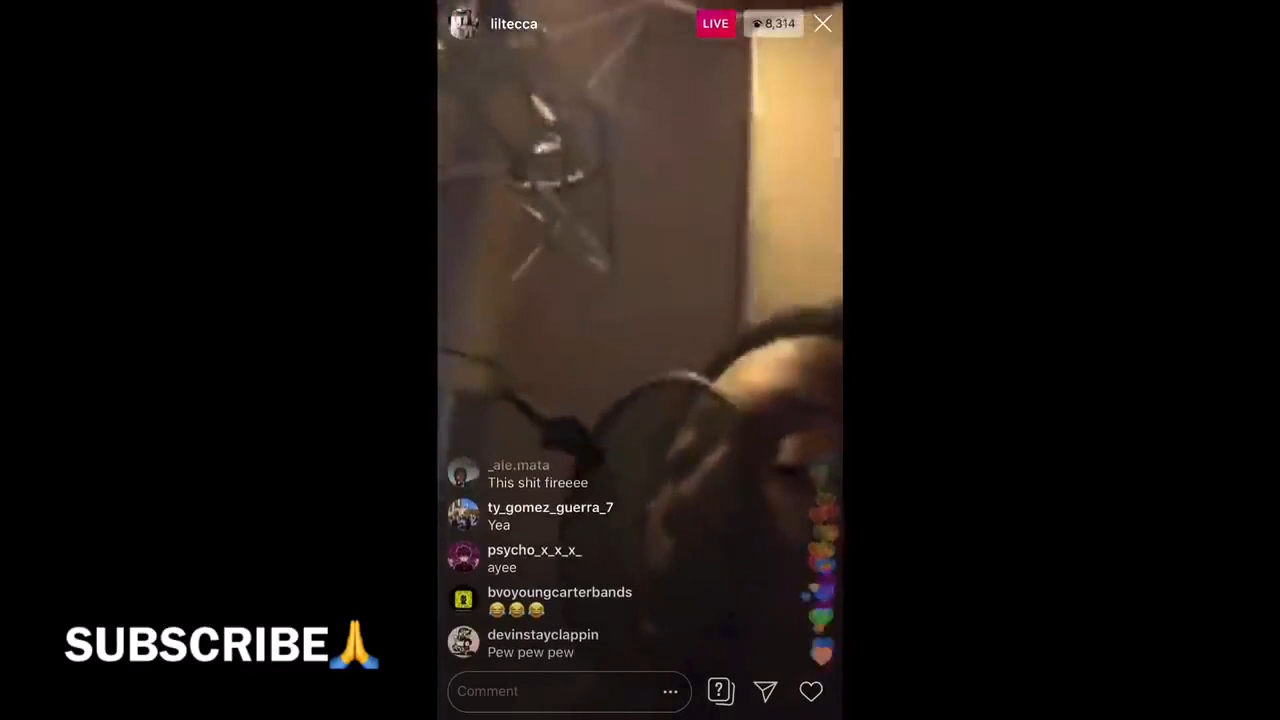 liltecca
LIVE
8,314
_ale.mata
This shit fireeee
ty_gomez_guerra_7
Yea
psycho_x_x_x_
ayee
bvoyoungcarterbands
😂😂😂
devinstayclappin
Pew pew pew
SUBSCRIBE🙏
Comment